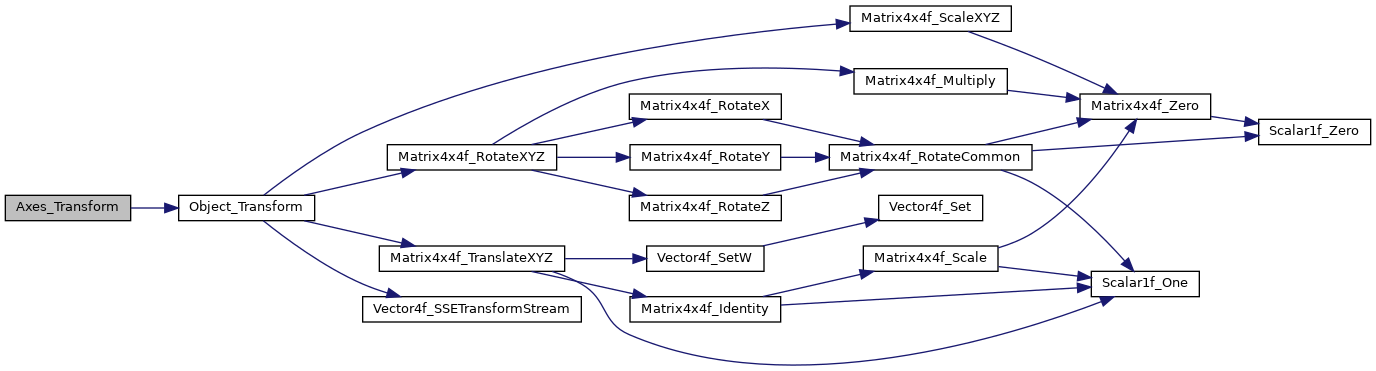 Matrix4x4f_ScaleXYZ
Matrix4x4f_Multiply
Matrix4x4f_RotateX
Matrix4x4f_Zero
Scalar1f_Zero
Matrix4x4f_RotateXYZ
Matrix4x4f_RotateY
Matrix4x4f_RotateCommon
Axes_Transform
Object_Transform
Matrix4x4f_RotateZ
Vector4f_Set
Matrix4x4f_TranslateXYZ
Vector4f_SetW
Matrix4x4f_Scale
Scalar1f_One
Vector4f_SSETransformStream
Matrix4x4f_Identity